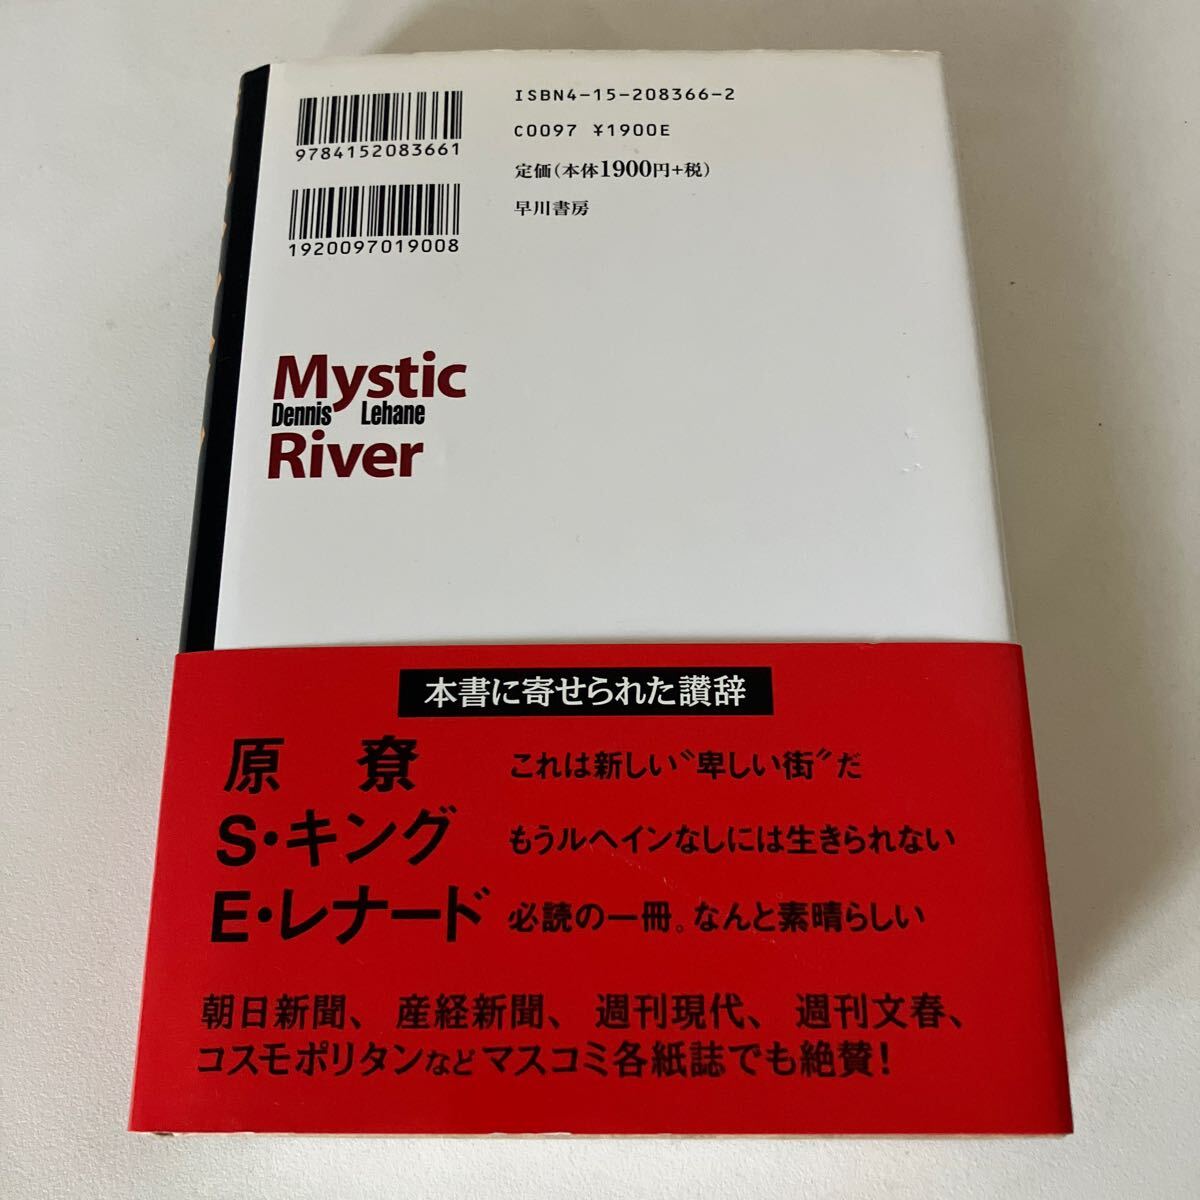 9784152083661
1920097019008
ISBN4-15-208366-2
C0097 ¥1900E
定価(本体1900円+税)
早川書房
Mystic
Dennis Lehane
River
本書に寄せられた讃辞
原 尞 これは新しい〝卑しい街〟だ
S・キング もうルヘインなしには生きられない
E・レナード 必読の一冊。なんと素晴らしい
朝日新聞、産経新聞、週刊現代、週刊文春、
コスモポリタンなどマスコミ各紙誌でも絶賛!